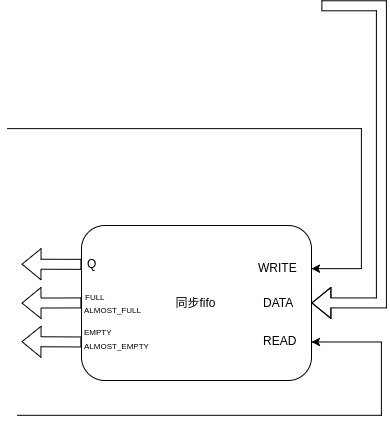 Q
FULL
ALMOST_FULL
EMPTY
ALMOST_EMPTY
同步fifo
WRITE
DATA
READ